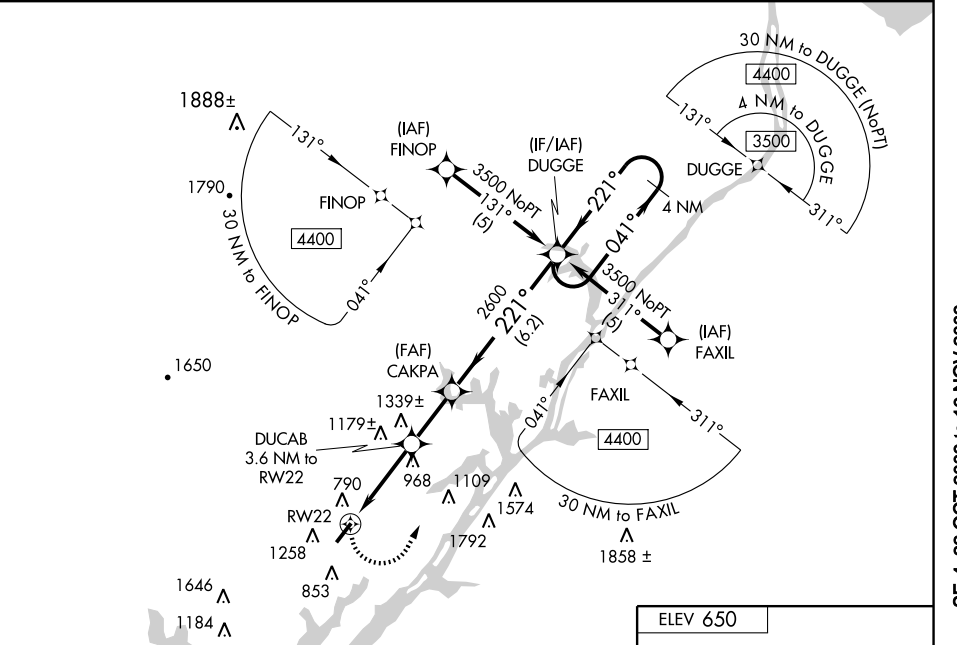 30 NM to DUGGE (NoPT)
4400
4 NM to DUGGE
3500
131°
DUGGE
311°
1888±
131°
(IAF)
FINOP
(IF/IAF)
DUGGE
3500 NoPT
131°
(5)
221°
041°
4 NM
1790
FINOP
4400
30 NM to FINOP
041°
3500 NoPT
311°
(5)
(IAF)
FAXIL
2600
221°
(6.2)
(FAF)
CAKPA
1650
1339±
1179±
FAXIL
041°
311°
4400
30 NM to FAXIL
DUCAB
3.6 NM to
RW22
968
1109
790
1574
RW22
1792
1258
1858 ±
853
1646
1184
ELEV 650